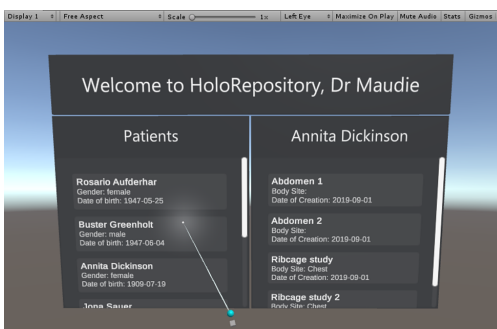 Display 1 Free Aspect Scale 1x Left Eye Maximize On Play Mute Audio Stats Gizmos
Welcome to HoloRepository, Dr Maudie
Patients
Rosario Aufderhar
Gender: female
Date of birth: 1947-05-25
Buster Greenholt
Gender: male
Date of birth: 1947-06-04
Annita Dickinson
Gender: female
Date of birth: 1909-07-19
Jona Sauer
Annita Dickinson
Abdomen 1
Body Site:
Date of Creation: 2019-09-01
Abdomen 2
Body Site:
Date of Creation: 2019-09-01
Ribcage study
Body Site: Chest
Date of Creation: 2019-09-01
Ribcage study 2
Body Site: Chest